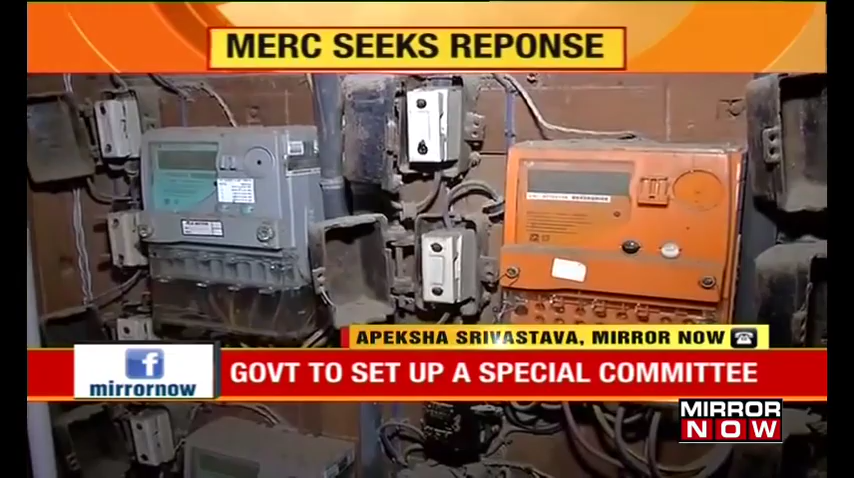 MERC SEEKS REPONSE
APEKSHA SRIVASTAVA, MIRROR NOW
f
mirrornow
GOVT TO SET UP A SPECIAL COMMITTEE
MIRROR
NOW